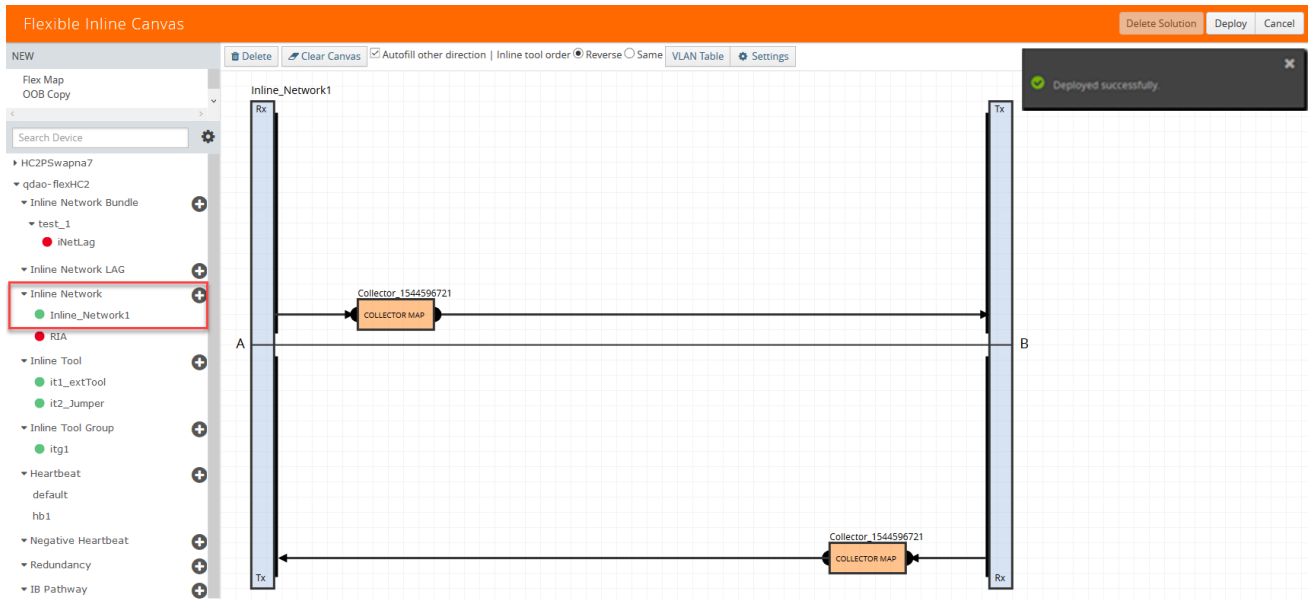 Flexible Inline Canvas
Delete Solution
Deploy
Cancel
NEW
Delete
Clear Canvas
Autofill other direction | Inline tool order Reverse Same
VLAN Table
Settings
Deployed successfully.
Flex Map
OOB Copy
Search Device
HC2PSwapna7
qdao-flexHC2
Inline Network Bundle
test_1
iNetLag
Inline Network LAG
Inline Network
Inline_Network1
RIA
Inline Tool
it1_extTool
it2_Jumper
Inline Tool Group
itg1
Heartbeat
default
hb1
Negative Heartbeat
Redundancy
IB Pathway
Inline_Network1
Rx
Tx
Collector_1544596721
COLLECTOR MAP
A
B
Collector_1544596721
COLLECTOR MAP
Tx
Rx